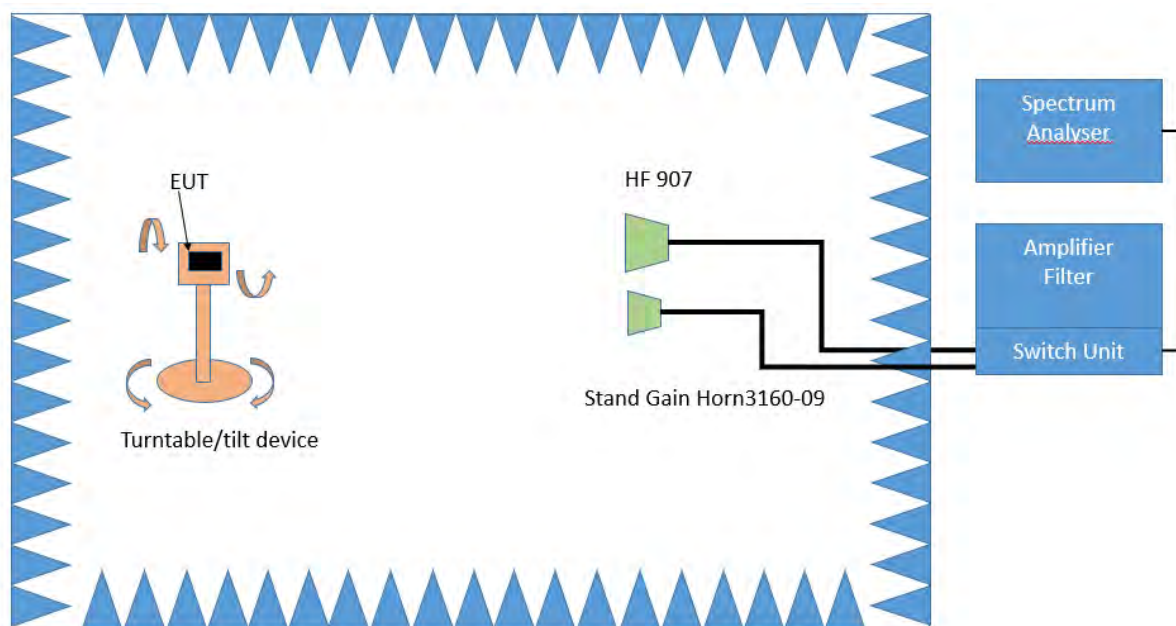 EUT
Turntable/tilt device
HF 907
Stand Gain Horn3160-09
Spectrum
Analyser
Amplifier
Filter
Switch Unit